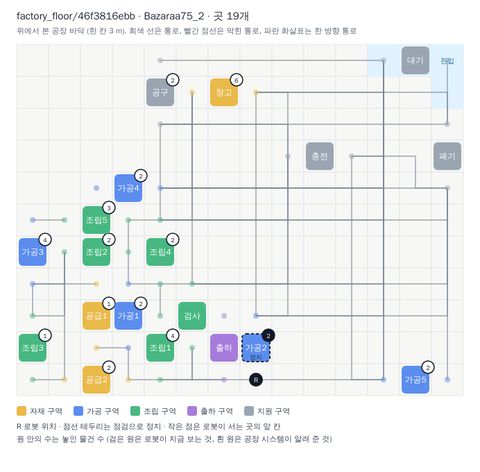 factory_floor/46f3816ebb · Bazaraa75_2 · 곳 19개
위에서 본 공장 바닥 (한 칸 3 m). 회색 선은 통로, 빨간 점선은 막힌 통로, 파란 화살표는 한 방향 통로
대기
공구 2
창고 6
충전
폐기
가공4 2
조립5 3
가공3 4
조립2 2
조립4 2
공급1 1
가공1 2
검사
조립3 1
조립1 4
출하
가공2 2
정지
공급2 2
R
가공5 2
자재 구역
가공 구역
조립 구역
출하 구역
지원 구역
R 로봇 위치 · 점선 테두리는 점검으로 정지 · 작은 점은 로봇이 서는 곳의 앞 칸
원 안의 수는 놓인 물건 수 (검은 원은 로봇이 지금 보는 것, 흰 원은 공장 시스템이 알려 준 것)